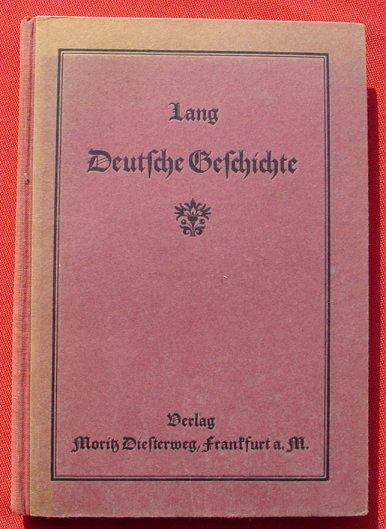 Lang
Deutſche Geſchichte
Verlag
Moritz Dieſterweg, Frankfurt a. M.